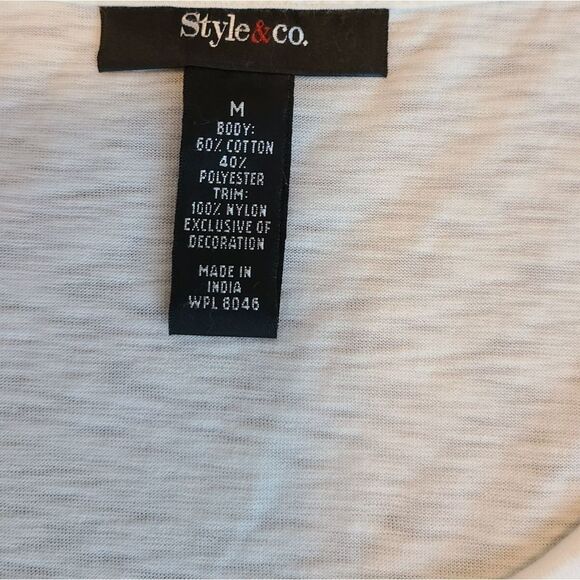 Style&co.
M
BODY:
60% COTTON
40%
POLYESTER
TRIM:
100% NYLON
EXCLUSIVE OF
DECORATION
MADE IN
INDIA
WPL 8046